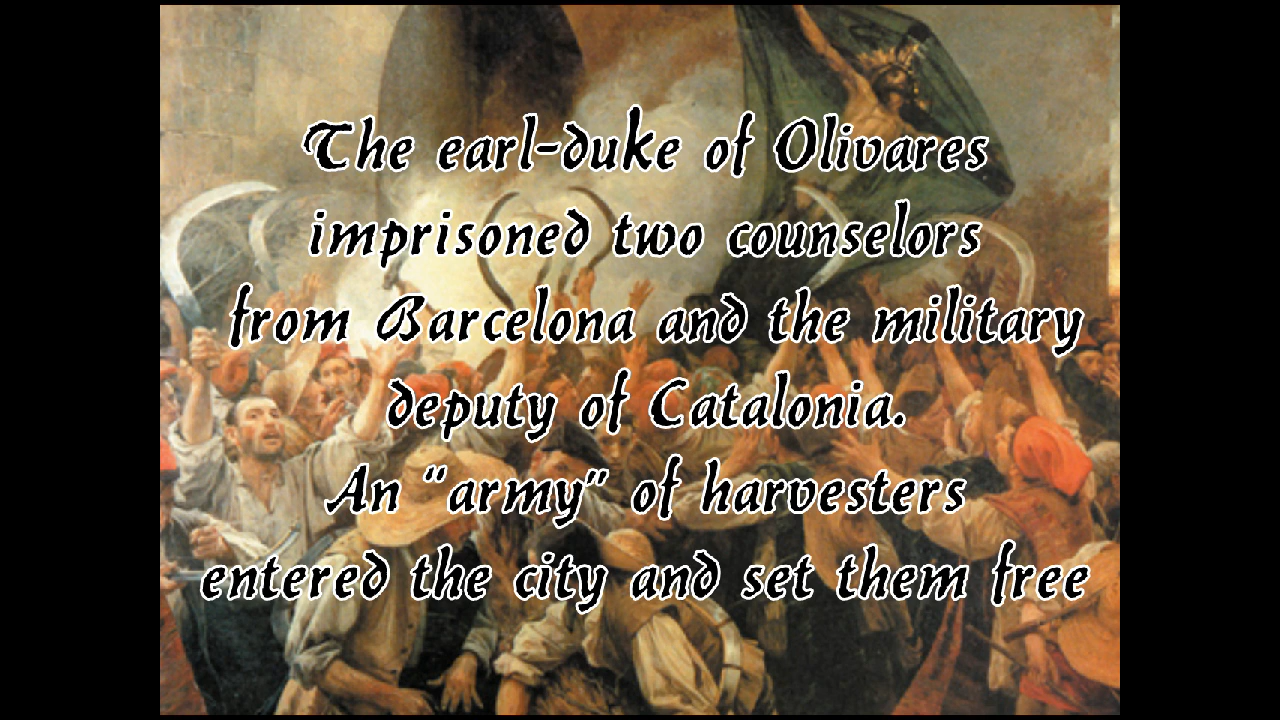 The earl-duke of Olivares
imprisoned two counselors
from Barcelona and the military
deputy of Catalonia.
An "army" of harvesters
entered the city and set them free